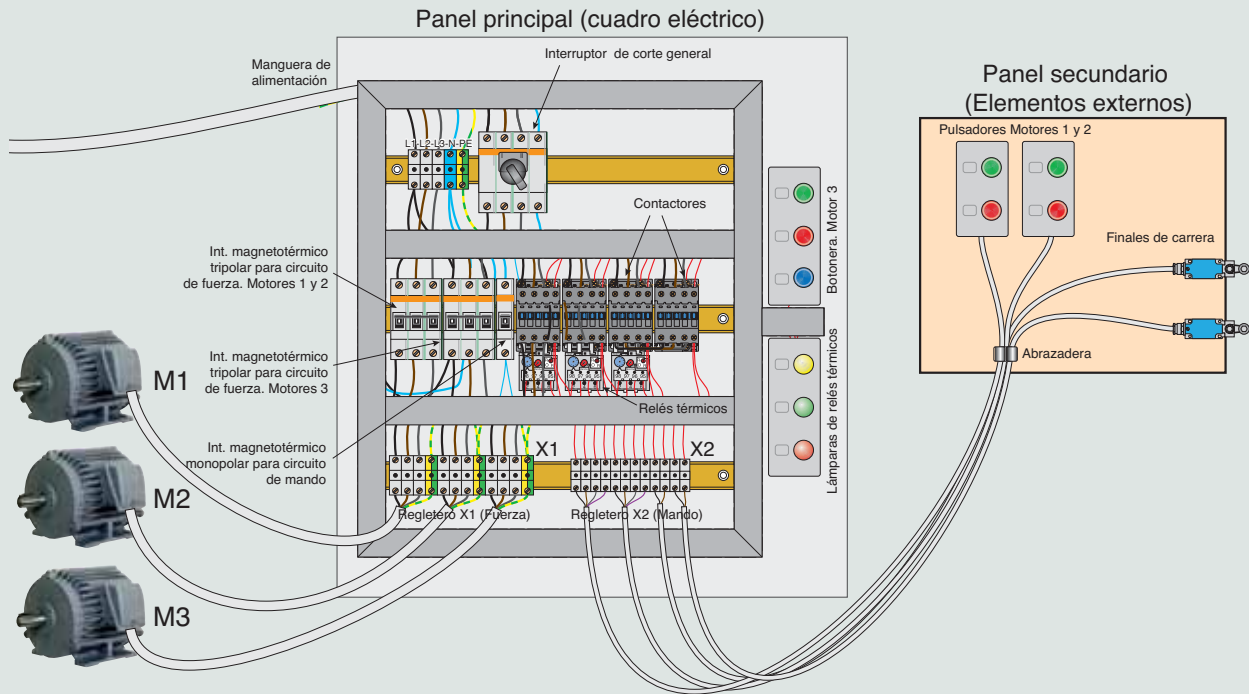 Panel principal (cuadro eléctrico)
Manguera de
alimentación
Interruptor de corte general
Panel secundario
(Elementos externos)
Pulsadores Motores 1 y 2
L1-L2-L3-N-PE
Contactores
Botonera. Motor 3
Finales de carrera
Int. magnetotérmico
tripolar para circuito
de fuerza. Motores 1 y 2
Int. magnetotérmico
tripolar para circuito
de fuerza. Motores 3
Abrazadera
M1
Relés térmicos
Lámparas de relés térmicos
Int. magnetotérmico
monopolar para circuito
de mando
X1
X2
M2
Regletero X1 (Fuerza)
Regletero X2 (Mando)
M3